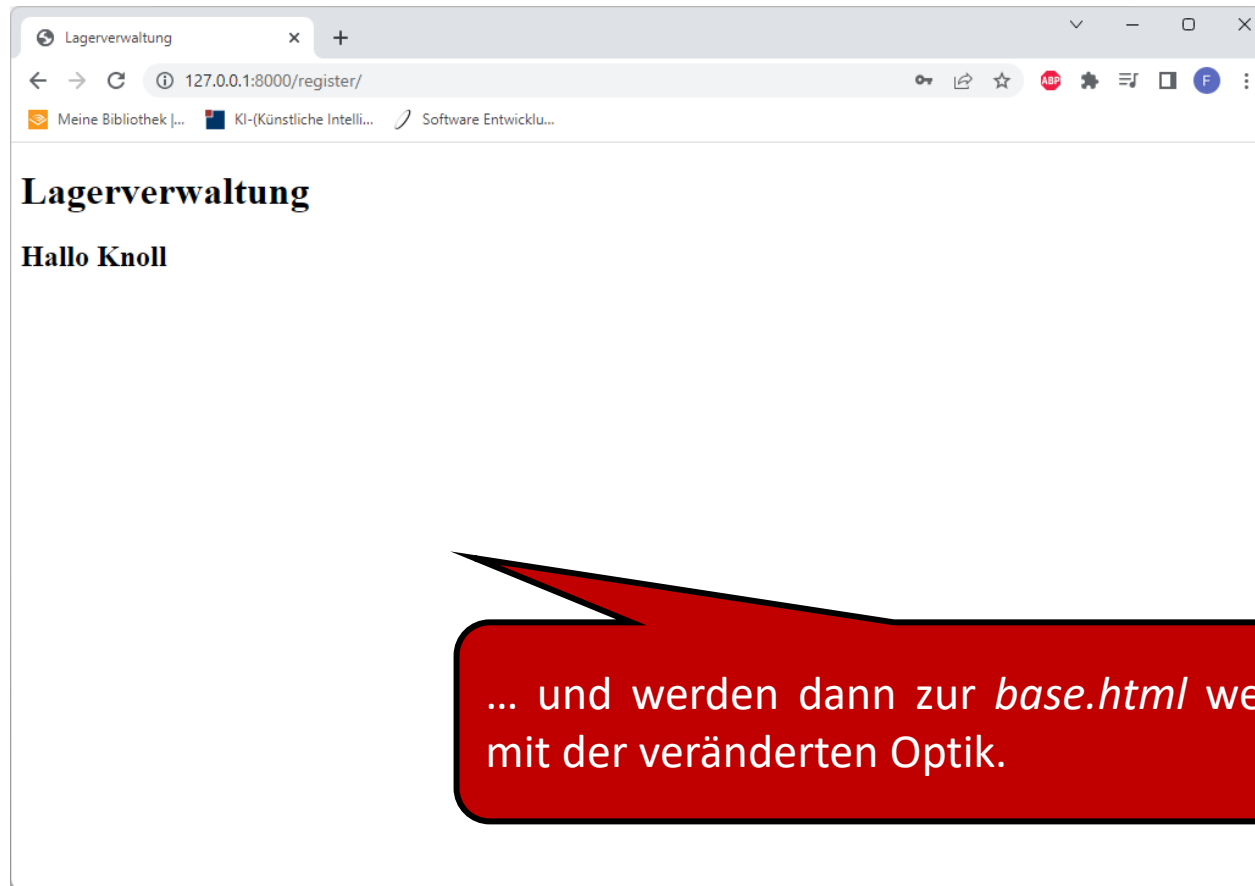 Lagerverwaltung
127.0.0.1:8000/register/
ABP
F
Meine Bibliothek |...
KI-(Künstliche Intelli...
Software Entwicklu...
Lagerverwaltung
Hallo Knoll
... und werden dann zur base.html we
mit der veränderten Optik.